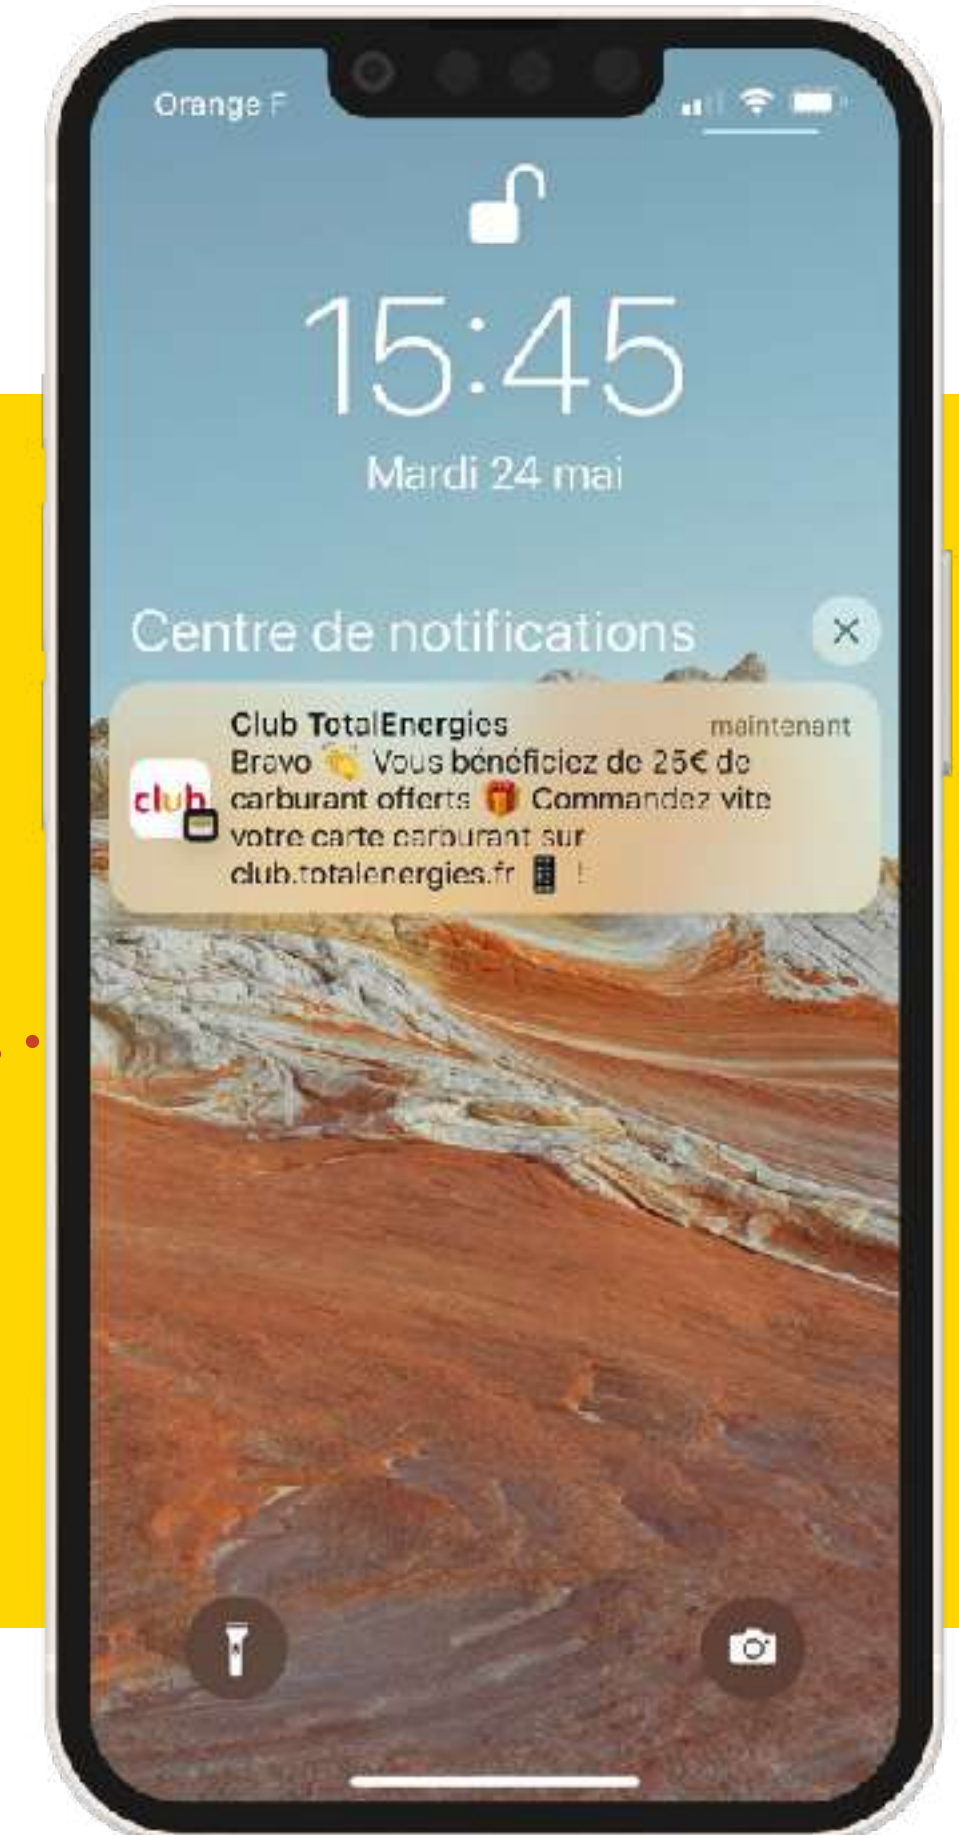 Orange F
15:45
Mardi 24 mai
Centre de notifications
Club TotalEnergies
maintenant
Bravo 👏 Vous bénéficiez de 25€ de
carburant offerts 🎁 Commandez vite
votre carte carburant sur
club.totalenergies.fr 📱 !
club